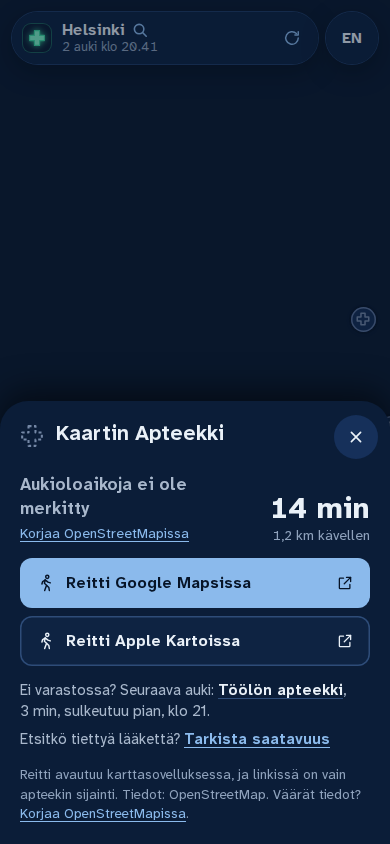 Helsinki
2 auki klo 20.41
EN
Kaartin Apteekki
Aukioloaikoja ei ole
merkitty
Korjaa OpenStreetMapissa
14 min
1,2 km kävellen
Reitti Google Mapsissa
Reitti Apple Kartoissa
Ei varastossa? Seuraava auki: Töölön apteekki,
3 min, sulkeutuu pian, klo 21.
Etsitkö tiettyä lääkettä? Tarkista saatavuus
Reitti avautuu karttasovelluksessa, ja linkissä on vain
apteekin sijainti. Tiedot: OpenStreetMap. Väärät tiedot?
Korjaa OpenStreetMapissa.